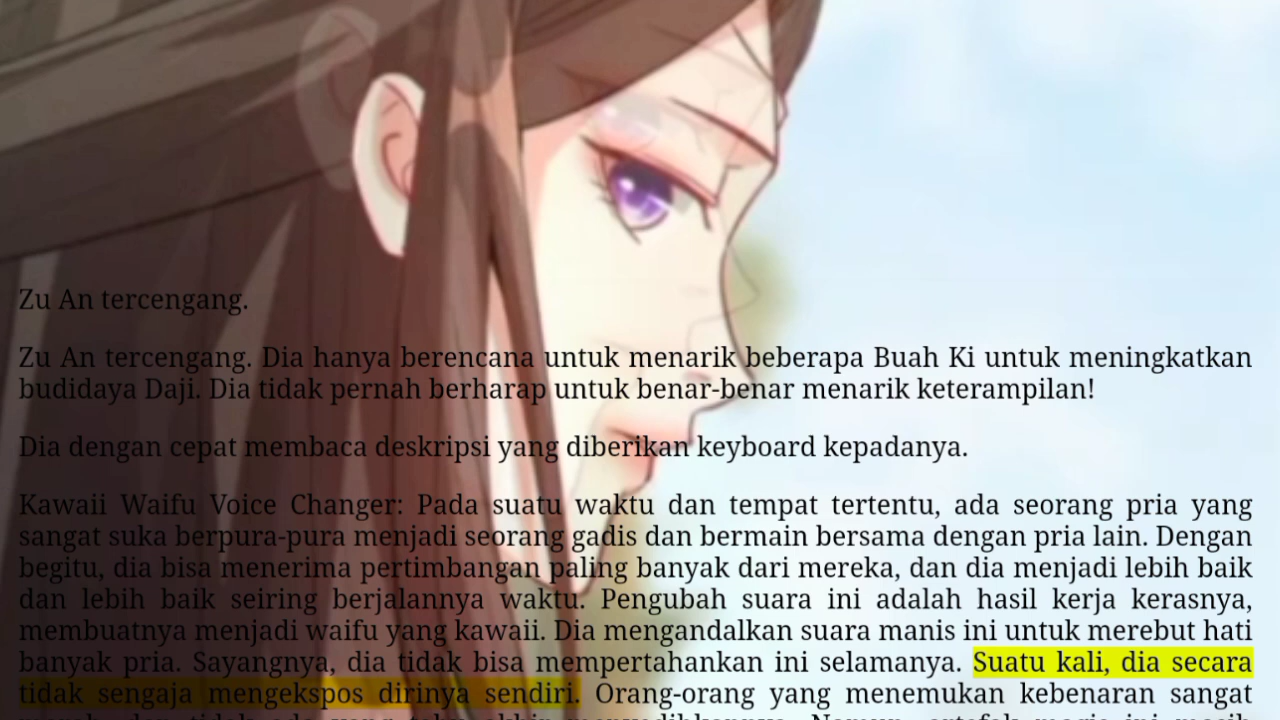 Zu An tercengang.
Zu An tercengang. Dia hanya berencana untuk menarik beberapa Buah Ki untuk meningkatkan
budidaya Daji. Dia tidak pernah berharap untuk benar-benar menarik keterampilan!
Dia dengan cepat membaca deskripsi yang diberikan keyboard kepadanya.
Kawaii Waifu Voice Changer: Pada suatu waktu dan tempat tertentu, ada seorang pria yang
sangat suka berpura-pura menjadi seorang gadis dan bermain bersama dengan pria lain. Dengan
begitu, dia bisa menerima pertimbangan paling banyak dari mereka, dan dia menjadi lebih baik
dan lebih baik seiring berjalannya waktu. Pengubah suara ini adalah hasil kerja kerasnya,
membuatnya menjadi waifu yang kawaii. Dia mengandalkan suara manis ini untuk merebut hati
banyak pria. Sayangnya, dia tidak bisa mempertahankan ini selamanya. Suatu kali, dia secara
tidak sengaja mengekspos dirinya sendiri. Orang-orang yang menemukan kebenaran sangat